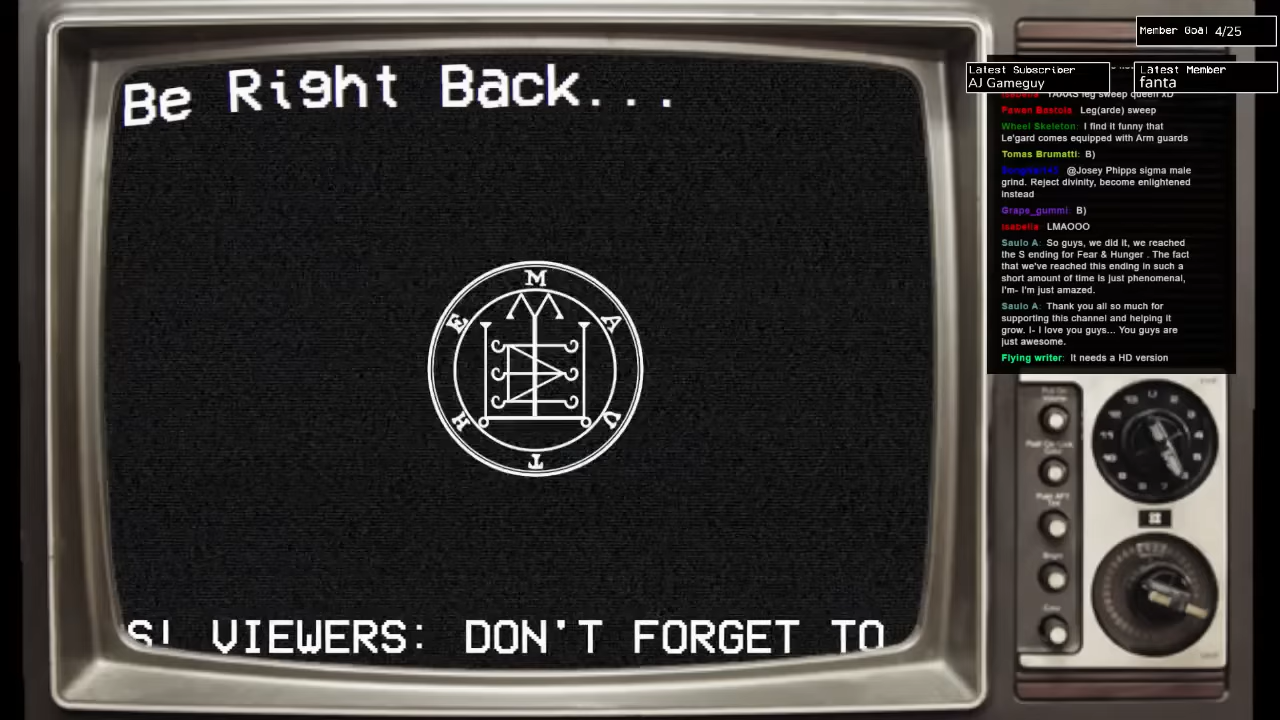 Be Right Back...
M
A
U
T
H
E
VIEWERS: DON'T FORGET TO
Member Goal 4/25
Latest Subscriber
AJ Gameguy
Latest Member
fanta
Isabella: YAAAS leg sweep queen xD
Pawan Bastola: Leg(arde) sweep
Wheel Skeleton: I find it funny that
Le'gard comes equipped with Arm guards
Tomas Brumatti: B)
@Josey Phipps sigma male
grind. Reject divinity, become enlightened
instead
Grape_gummi: B)
Isabella: LMAOOO
Saulo A: So guys, we did it, we reached
the S ending for Fear & Hunger . The fact
that we've reached this ending in such a
short amount of time is just phenomenal,
I'm- I'm just amazed.
Saulo A: Thank you all so much for
supporting this channel and helping it
grow. I- I love you guys... You guys are
just awesome.
Flying writer: It needs a HD version